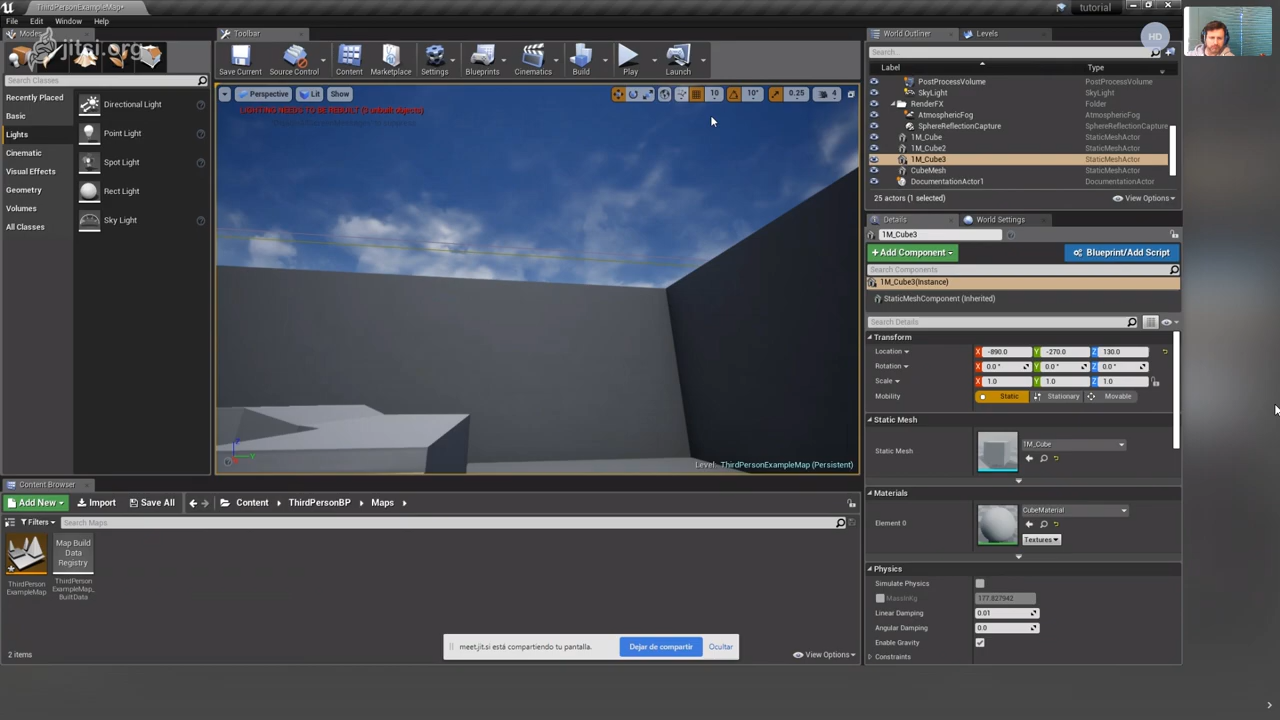 ThirdPersonExampleMap*
tutorial
File Edit Window Help
Modes
jitsi.org
Search Classes
Recently Placed
Basic
Lights
Cinematic
Visual Effects
Geometry
Volumes
All Classes
Directional Light
Point Light
Spot Light
Rect Light
Sky Light
Toolbar
Save Current Source Control Content Marketplace Settings Blueprints Cinematics Build Play Launch
Perspective Lit Show
10 10° 0.25 4
LIGHTING NEEDS TO BE REBUILT (3 unbuilt objects)
Level: ThirdPersonExampleMap (Persistent)
World Outliner Levels
HD
Search...
Label Type
PostProcessVolume PostProcessVolume
SkyLight SkyLight
RenderFX Folder
AtmosphericFog AtmosphericFog
SphereReflectionCapture SphereReflectionCapture
1M_Cube StaticMeshActor
1M_Cube2 StaticMeshActor
1M_Cube3 StaticMeshActor
CubeMesh StaticMeshActor
DocumentationActor1 DocumentationActor
25 actors (1 selected) View Options
Details World Settings
1M_Cube3
+Add Component Blueprint/Add Script
Search Components
1M_Cube3(Instance)
StaticMeshComponent (Inherited)
Search Details
Transform
Location X -890.0 Y -270.0 Z 130.0
Rotation X 0.0° Y 0.0° Z 0.0°
Scale X 1.0 Y 1.0 Z 1.0
Mobility Static Stationary Movable
Static Mesh
Static Mesh 1M_Cube
Materials
Element 0 CubeMaterial
Textures
Physics
Simulate Physics
MassInKg 177.827942
Linear Damping 0.01
Angular Damping 0.0
Enable Gravity
Constraints
Content Browser
Add New Import Save All Content ThirdPersonBP Maps
Filters Search Maps
Map Build
Data
Registry
ThirdPerson
ExampleMap
ThirdPerson
ExampleMap_
BuiltData
2 items
meet.jit.si está compartiendo tu pantalla. Dejar de compartir Ocultar
View Options